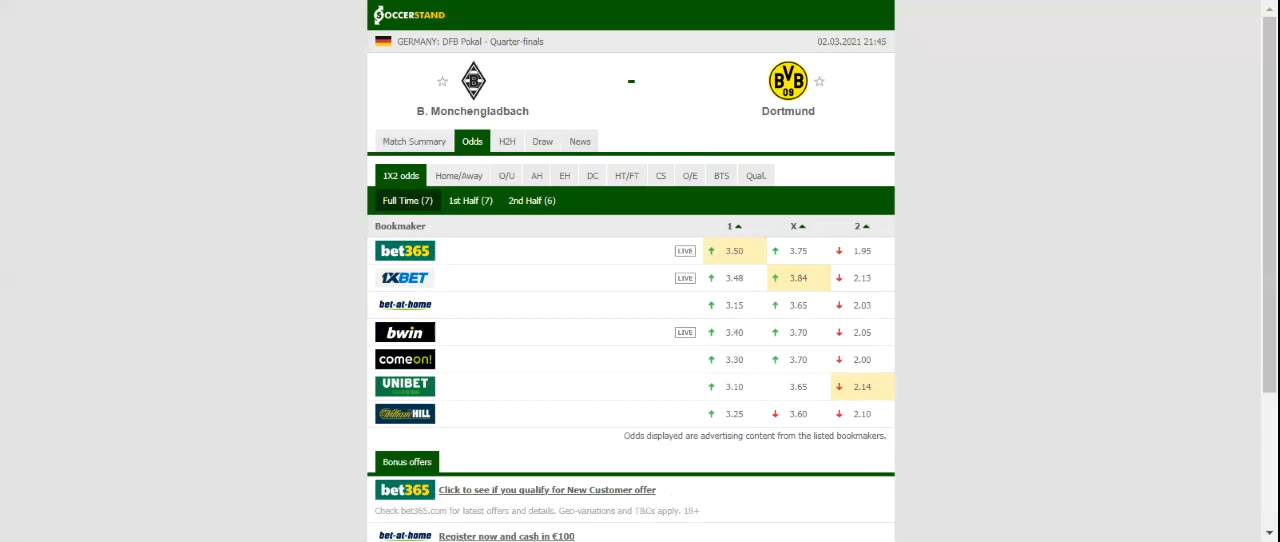 SOCCERSTAND
GERMANY: DFB Pokal - Quarter-finals 02.03.2021 21:45
B. Monchengladbach - Dortmund
Match Summary Odds H2H Draw News
1X2 odds Home/Away O/U AH EH DC HT/FT CS O/E BTS Qual.
Full Time (7) 1st Half (7) 2nd Half (6)
Bookmaker 1 X 2
bet365 LIVE 3.50 3.75 1.95
1XBET LIVE 3.48 3.84 2.13
bet-at-home 3.15 3.65 2.03
bwin LIVE 3.40 3.70 2.05
comeon! 3.30 3.70 2.00
UNIBET 3.10 3.65 2.14
William HILL 3.25 3.60 2.10
Odds displayed are advertising content from the listed bookmakers.
Bonus offers
bet365 Click to see if you qualify for New Customer offer
Check bet365.com for latest offers and details. Geo-variations and T&Cs apply. 18+
bet-at-home Register now and cash in €100